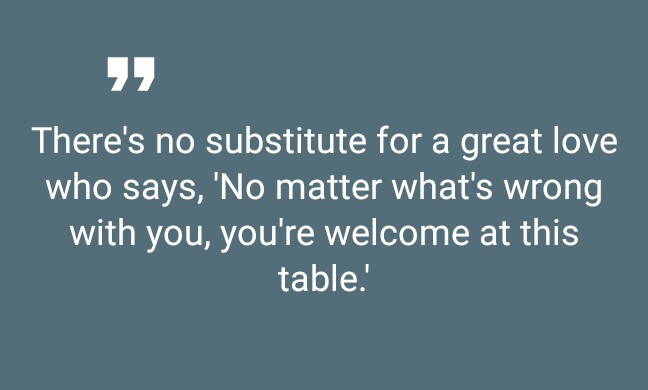 There's no substitute for a great love
who says, 'No matter what's wrong
with you, you're welcome at this
table.'